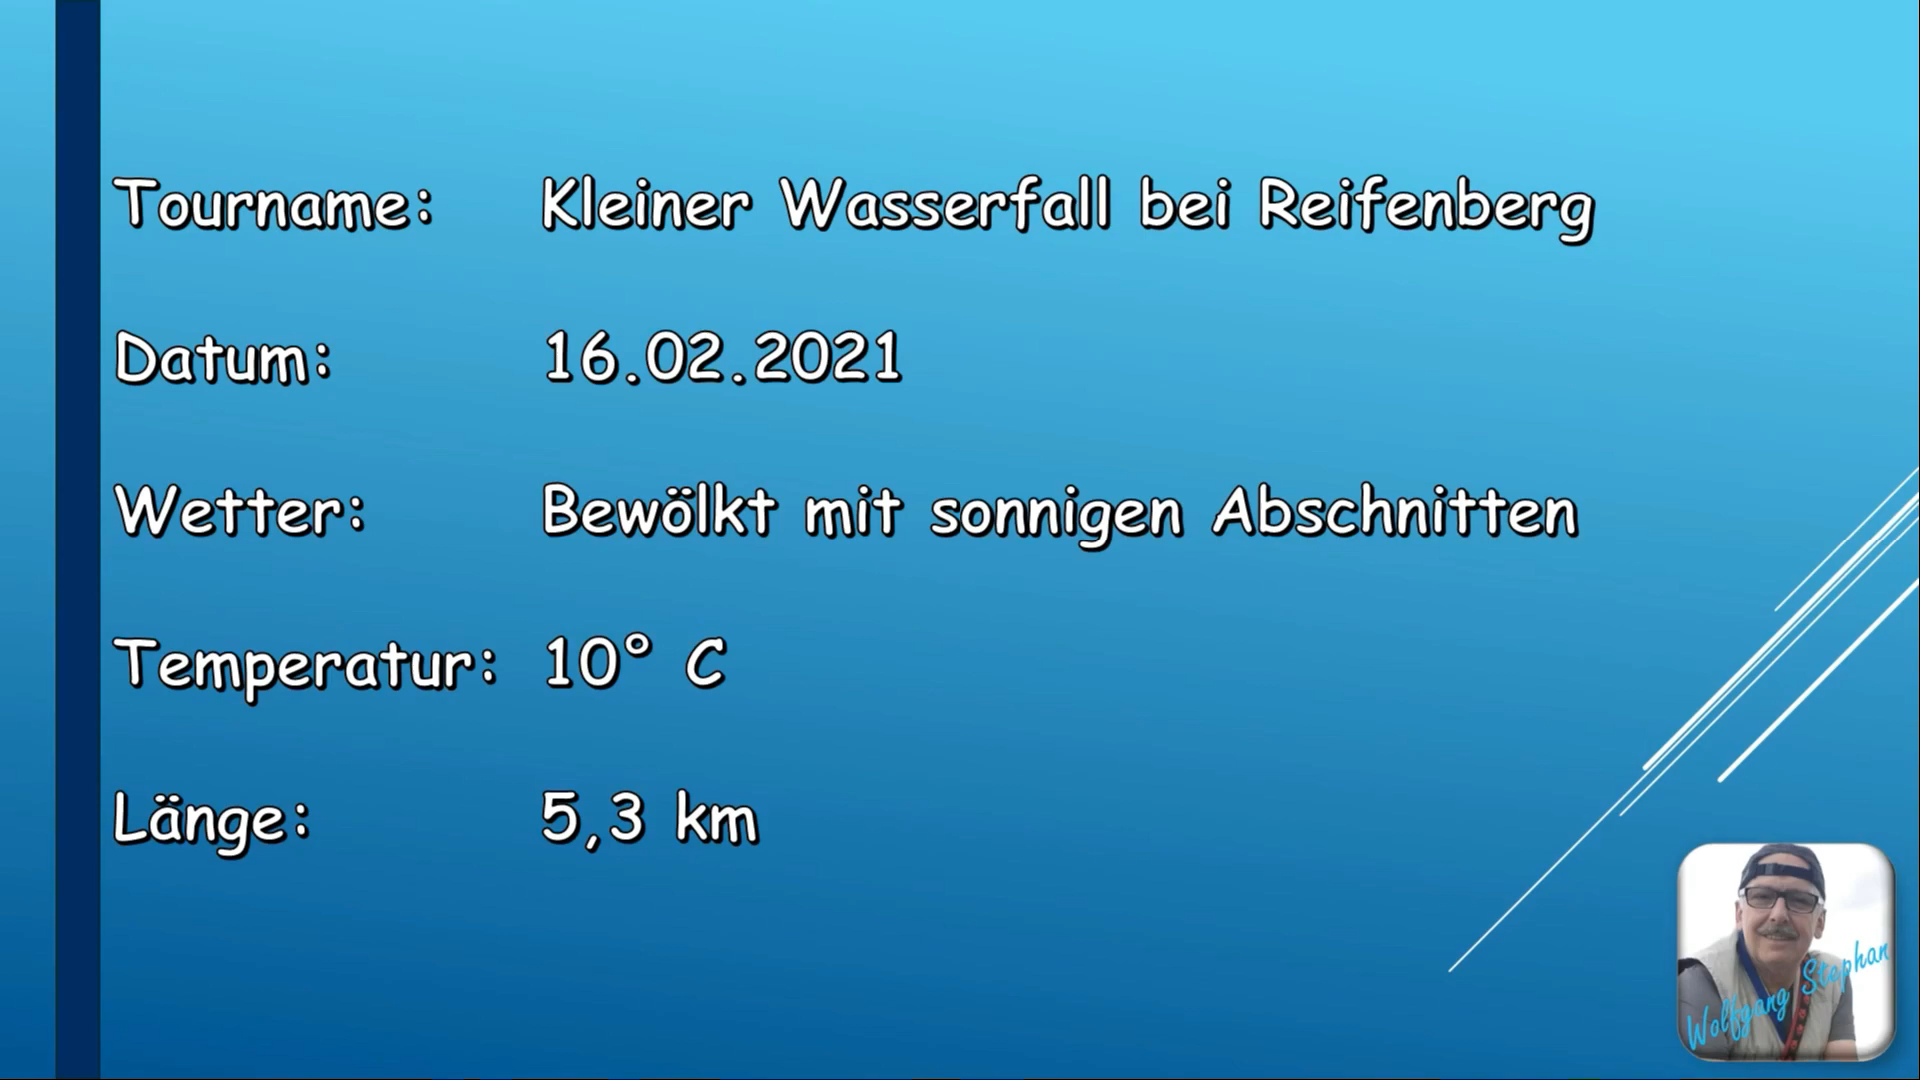 Tourname: Kleiner Wasserfall bei Reifenberg
Datum: 16.02.2021
Wetter: Bewölkt mit sonnigen Abschnitten
Temperatur: 10° C
Länge: 5,3 km
Wolfgang Stephan